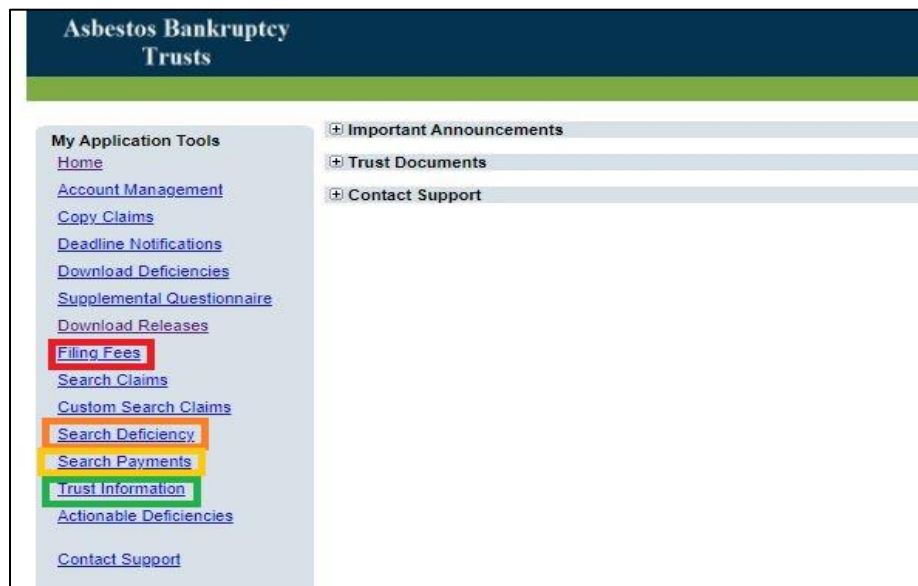 Asbestos Bankruptcy
Trusts
My Application Tools
Home
Account Management
Copy Claims
Deadline Notifications
Download Deficiencies
Supplemental Questionnaire
Download Releases
Filing Fees
Search Claims
Custom Search Claims
Search Deficiency
Search Payments
Trust Information
Actionable Deficiencies
Contact Support
Important Announcements
Trust Documents
Contact Support